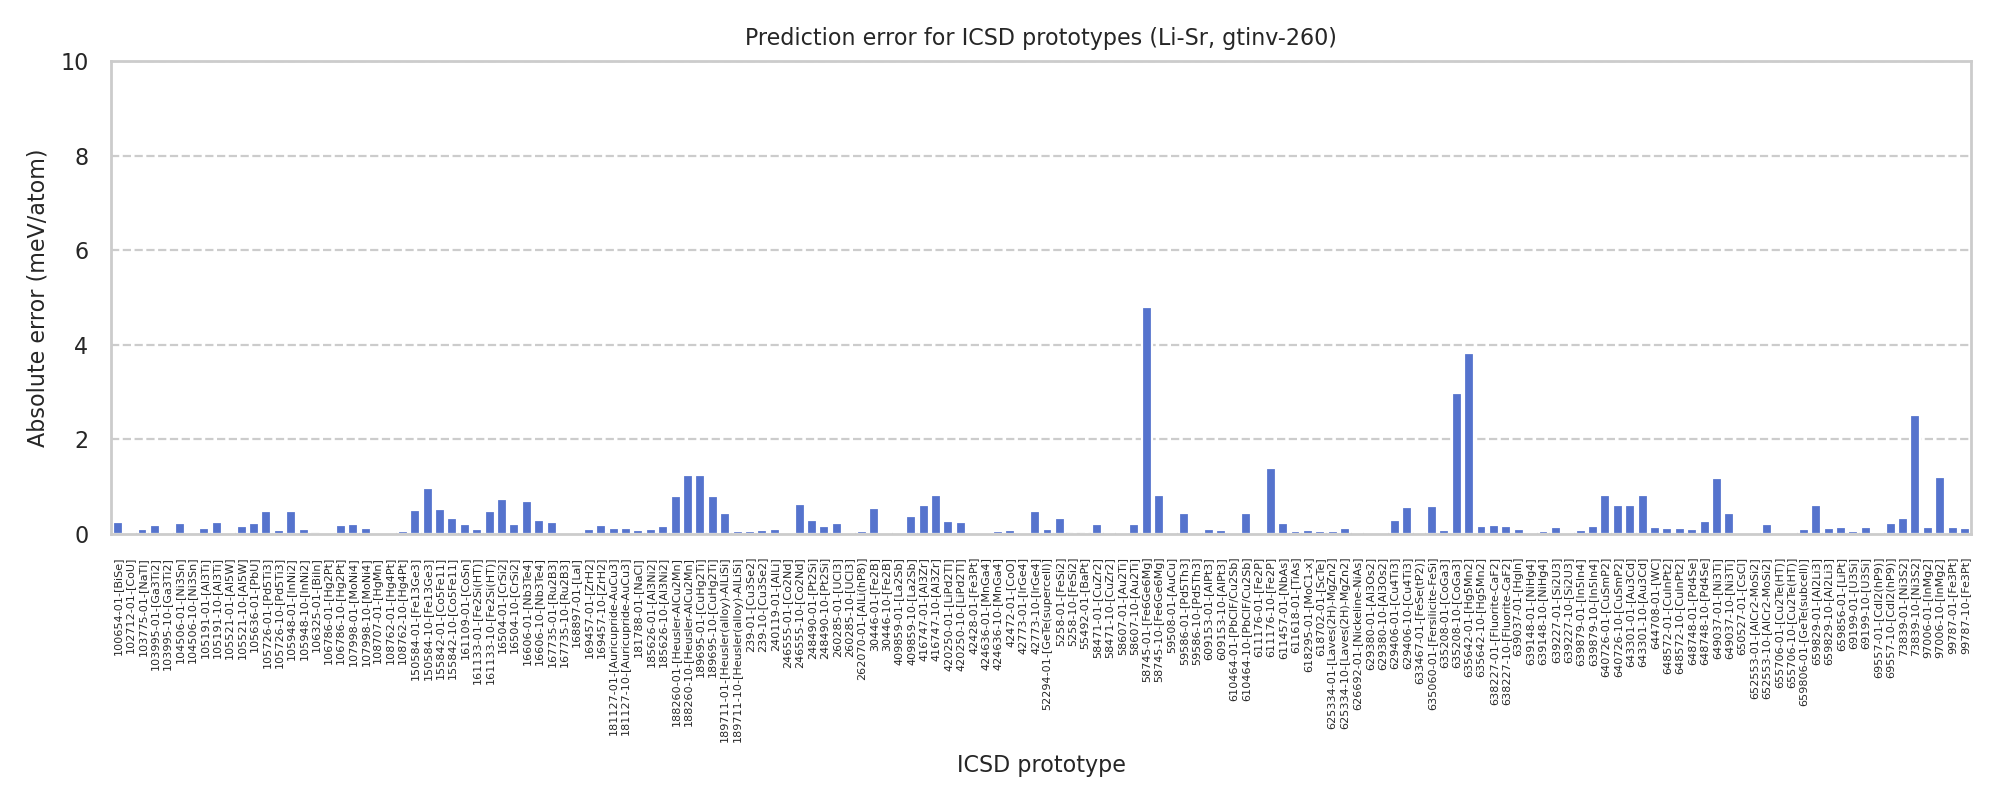 Prediction error for ICSD prototypes (Li-Sr, gtinv-260)
Absolute error (meV/atom)
10
8
6
4
2
0
100654-01-[BiSe]
102712-01-[CoU]
103775-01-[NaTl]
103995-01-[Ga3Ti2]
103995-10-[Ga3Ti2]
104506-01-[Ni3Sn]
104506-10-[Ni3Sn]
105191-01-[Al3Ti]
105191-10-[Al3Ti]
105521-01-[Al5W]
105521-10-[Al5W]
105636-01-[PbU]
105726-01-[Pd5Ti3]
105726-10-[Pd5Ti3]
105948-01-[InNi2]
105948-10-[InNi2]
106325-01-[BiIn]
106786-01-[Hg2Pt]
106786-10-[Hg2Pt]
107998-01-[MoNi4]
107998-10-[MoNi4]
108707-01-[HgMn]
108762-01-[Hg4Pt]
108762-10-[Hg4Pt]
150584-01-[Fe13Ge3]
150584-10-[Fe13Ge3]
155842-01-[Co5Fe11]
155842-10-[Co5Fe11]
161109-01-[CoSn]
161133-01-[Fe2Si(HT)]
161133-10-[Fe2Si(HT)]
16504-01-[CrSi2]
16504-10-[CrSi2]
16606-01-[Nb3Te4]
16606-10-[Nb3Te4]
167735-01-[Ru2B3]
167735-10-[Ru2B3]
168897-01-[LaI]
169457-01-[ZrH2]
169457-10-[ZrH2]
181127-01-[Auricupride-AuCu3]
181127-10-[Auricupride-AuCu3]
181788-01-[NaCl]
185626-01-[Al3Ni2]
185626-10-[Al3Ni2]
188260-01-[Heusler-AlCu2Mn]
188260-10-[Heusler-AlCu2Mn]
189695-01-[CuHg2Ti]
189695-10-[CuHg2Ti]
189711-01-[Heusler(alloy)-AlLiSi]
189711-10-[Heusler(alloy)-AlLiSi]
239-01-[Cu3Se2]
239-10-[Cu3Se2]
240119-01-[AlLi]
246555-01-[Co2Nd]
246555-10-[Co2Nd]
248490-01-[Pt2Si]
248490-10-[Pt2Si]
260285-01-[UCl3]
260285-10-[UCl3]
262070-01-[AlLi(hP8)]
30446-01-[Fe2B]
30446-10-[Fe2B]
409859-01-[La2Sb]
409859-10-[La2Sb]
416747-01-[Al3Zr]
416747-10-[Al3Zr]
420250-01-[LiPd2Tl]
420250-10-[LiPd2Tl]
42428-01-[Fe3Pt]
424636-01-[MnGa4]
424636-10-[MnGa4]
42472-01-[CoO]
42773-01-[IrGe4]
42773-10-[IrGe4]
52294-01-[GeTe(supercell)]
5258-01-[FeSi2]
5258-10-[FeSi2]
55492-01-[BaPt]
58471-01-[CuZr2]
58471-10-[CuZr2]
58607-01-[Au2Ti]
58607-10-[Au2Ti]
58745-01-[Fe6Ge6Mg]
58745-10-[Fe6Ge6Mg]
59508-01-[AuCu]
59586-01-[Pd5Th3]
59586-10-[Pd5Th3]
609153-01-[AlPt3]
609153-10-[AlPt3]
610464-01-[PbClF/Cu2Sb]
610464-10-[PbClF/Cu2Sb]
611176-01-[Fe2P]
611176-10-[Fe2P]
611457-01-[NbAs]
611618-01-[TiAs]
618295-01-[MoC1-x]
618702-01-[ScTe]
625334-01-[Laves(2H)-MgZn2]
625334-10-[Laves(2H)-MgZn2]
626692-01-[Nickeline-NiAs]
629380-01-[Al3Os2]
629380-10-[Al3Os2]
629406-01-[Cu4Ti3]
629406-10-[Cu4Ti3]
633467-01-[FeSe(tP2)]
635060-01-[Fersilicite-FeSi]
635208-01-[CoGa3]
635208-10-[CoGa3]
635642-01-[Hg5Mn2]
635642-10-[Hg5Mn2]
638227-01-[Fluorite-CaF2]
638227-10-[Fluorite-CaF2]
639037-01-[HgIn]
639148-01-[NiHg4]
639148-10-[NiHg4]
639227-01-[Si2U3]
639227-10-[Si2U3]
639879-01-[In5In4]
639879-10-[In5In4]
640726-01-[CuSmP2]
640726-10-[CuSmP2]
643301-01-[Au3Cd]
643301-10-[Au3Cd]
644708-01-[WC]
648572-01-[CuInPt2]
648572-10-[CuInPt2]
648748-01-[Pd4Se]
648748-10-[Pd4Se]
649037-01-[Ni3Ti]
649037-10-[Ni3Ti]
650527-01-[CsCl]
652553-01-[AlCr2-MoSi2]
652553-10-[AlCr2-MoSi2]
655706-01-[Cu2Te(HT)]
655706-10-[Cu2Te(HT)]
659806-01-[GeTe(subcell)]
659829-01-[Al2Li3]
659829-10-[Al2Li3]
659856-01-[LiPt]
69199-01-[U3Si]
69199-10-[U3Si]
69557-01-[CdI2(hP9)]
69557-10-[CdI2(hP9)]
73839-01-[Ni3S2]
73839-10-[Ni3S2]
97006-01-[InMg2]
97006-10-[InMg2]
99787-01-[Fe3Pt]
99787-10-[Fe3Pt]
ICSD prototype